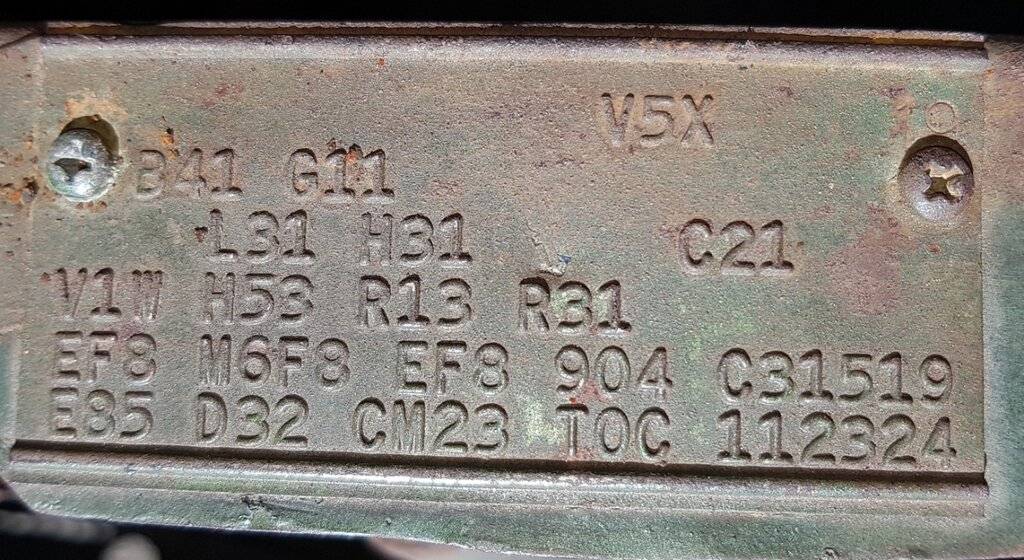 V5X
B41 G11
L31 H31 C21
V1W H53 R13 R31
EF8 M6F8 EF8 904 C31519
E85 D32 CM23 TOC 112324